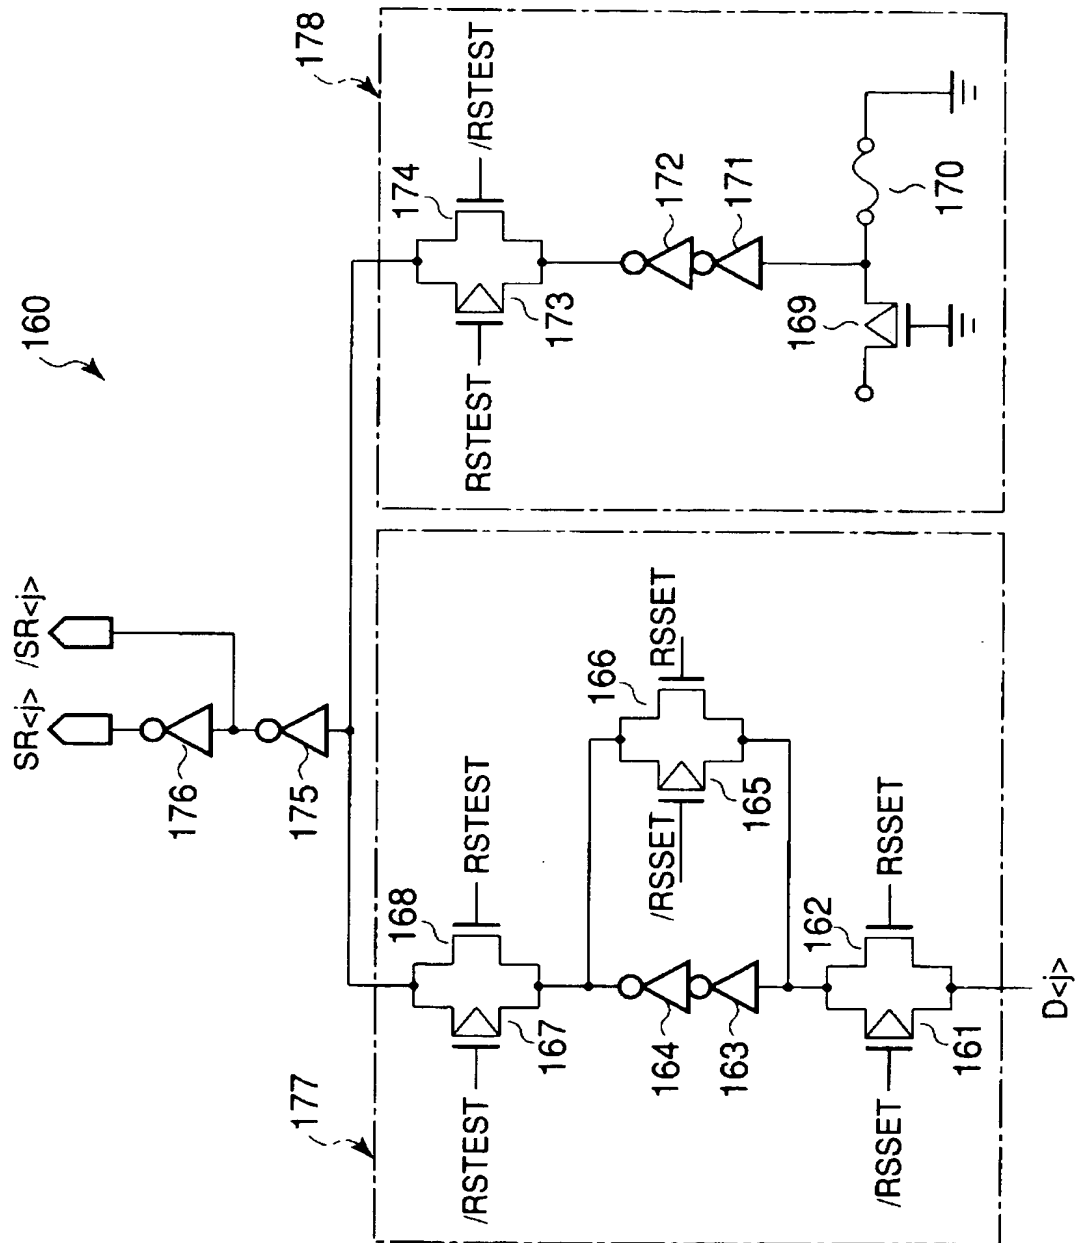 160
SR<j>
/SR<j>
176
175
177
178
/RSTEST
167
168
RSTEST
164
163
/RSSET
165
166
RSSET
/RSSET
161
162
RSSET
D<j>
RSTEST
173
174
/RSTEST
172
171
169
170